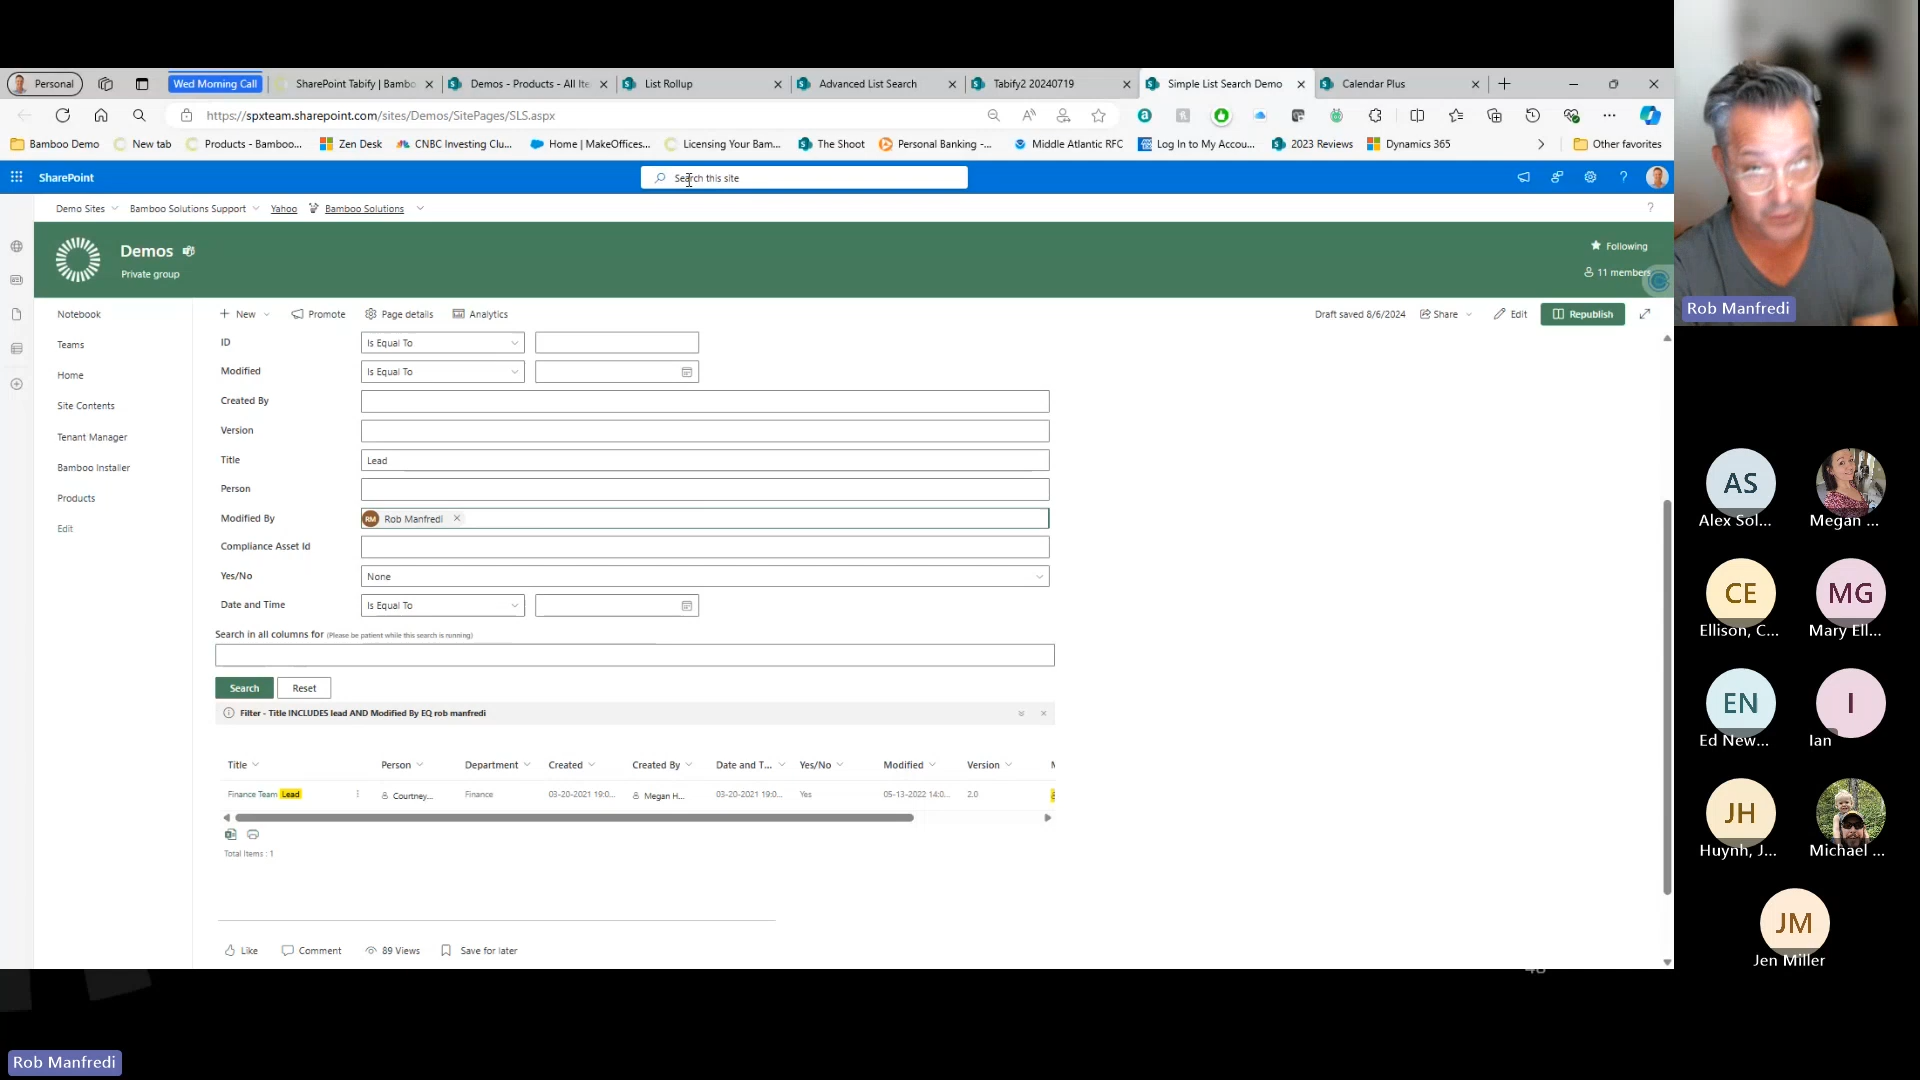 Personal
Wed Morning Call
SharePoint Tabify | Bambo
Demos - Products - All Ite
List Rollup
Advanced List Search
Tabify2 20240719
Simple List Search Demo
Calendar Plus
https://spxteam.sharepoint.com/sites/Demos/SitePages/SLS.aspx
Bamboo Demo
New tab
Products - Bamboo...
Zen Desk
CNBC Investing Clu...
Home | MakeOffices...
Licensing Your Bam...
The Shoot
Personal Banking -...
Middle Atlantic RFC
Log In to My Accou...
2023 Reviews
Dynamics 365
Other favorites
SharePoint
Search this site
Demo Sites
Bamboo Solutions Support
Yahoo
Bamboo Solutions
?
Demos
Private group
Following
11 members
Notebook
Teams
Home
Site Contents
Tenant Manager
Bamboo Installer
Products
Edit
New
Promote
Page details
Analytics
Draft saved 8/6/2024
Share
Edit
Republish
ID
Is Equal To
Modified
Is Equal To
Created By
Version
Title
Lead
Person
Modified By
RM
Rob Manfredi
Compliance Asset Id
Yes/No
None
Date and Time
Is Equal To
Search in all columns for (Please be patient while this search is running)
Search
Reset
Filter - Title INCLUDES lead AND Modified By EQ rob manfredi
Title
Person
Department
Created
Created By
Date and T...
Yes/No
Modified
Version
Finance Team Lead
Courtney...
Finance
03-20-2021 19:0...
Megan H...
03-20-2021 19:0...
Yes
05-13-2022 14:0...
2.0
Total Items : 1
Like
Comment
89 Views
Save for later
Rob Manfredi
AS
Alex Sol...
Megan ...
CE
Ellison, C...
MG
Mary Ell...
EN
Ed New...
I
Ian
JH
Huynh, J...
Michael ...
JM
Jen Miller
Rob Manfredi